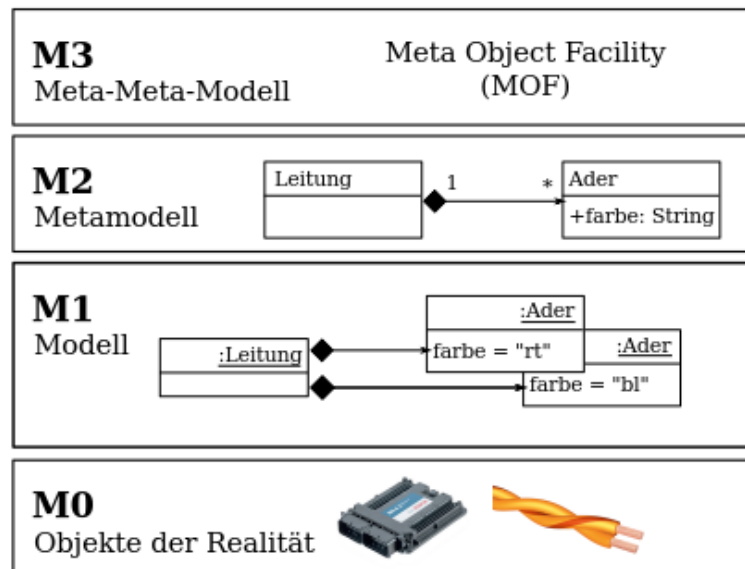 M3
Meta-Meta-Modell
Meta Object Facility
(MOF)
M2
Metamodell
Leitung
1
*
Ader
+farbe: String
M1
Modell
:Leitung
:Ader
farbe = "rt"
:Ader
farbe = "bl"
M0
Objekte der Realität